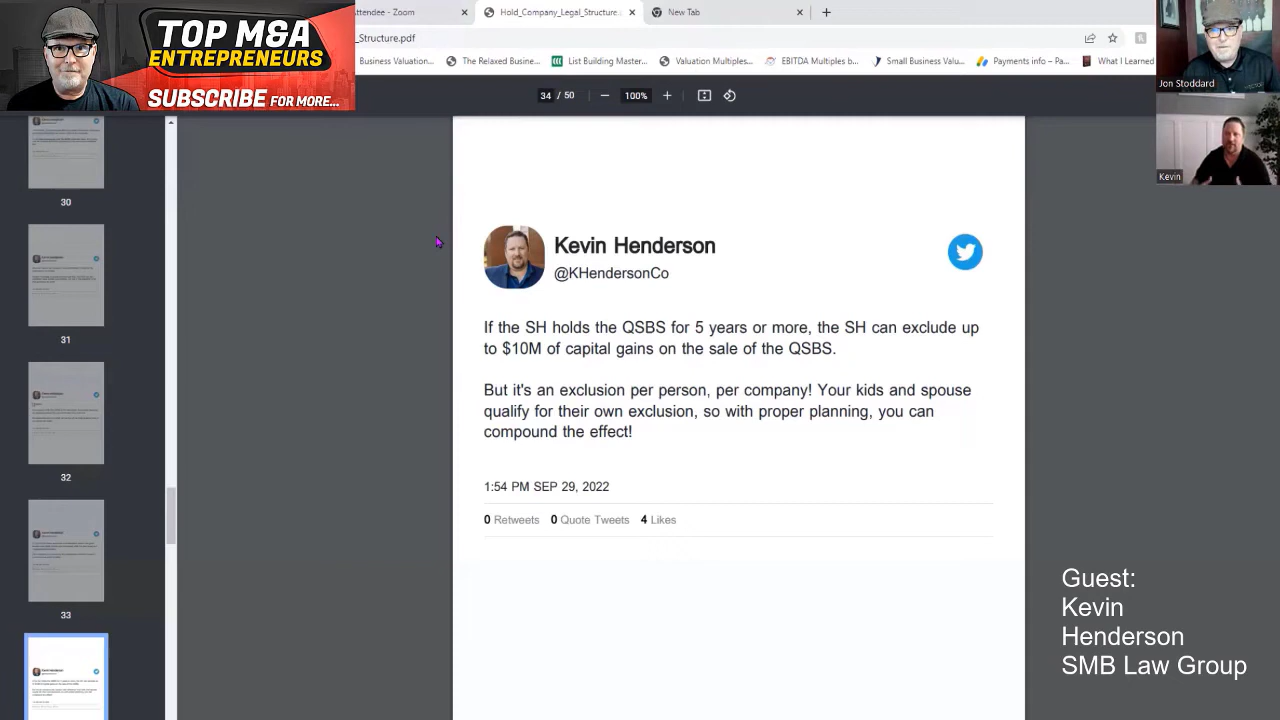 TOP M&A
ENTREPRENEURS
SUBSCRIBE FOR MORE...
ttendee - Zoom
Hold_Company_Legal_Structure...
New Tab
_Structure.pdf
Business Valuation...
The Relaxed Busine...
List Building Master...
Valuation Multiples...
EBITDA Multiples b...
Small Business Valu...
Payments info – Pa...
What I Learned
34 / 50
100%
Jon Stoddard
Kevin
30
31
32
33
Kevin Henderson
@KHendersonCo
If the SH holds the QSBS for 5 years or more, the SH can exclude up
to $10M of capital gains on the sale of the QSBS.
But it's an exclusion per person, per company! Your kids and spouse
qualify for their own exclusion, so with proper planning, you can
compound the effect!
1:54 PM SEP 29, 2022
0 Retweets 0 Quote Tweets 4 Likes
Guest:
Kevin
Henderson
SMB Law Group